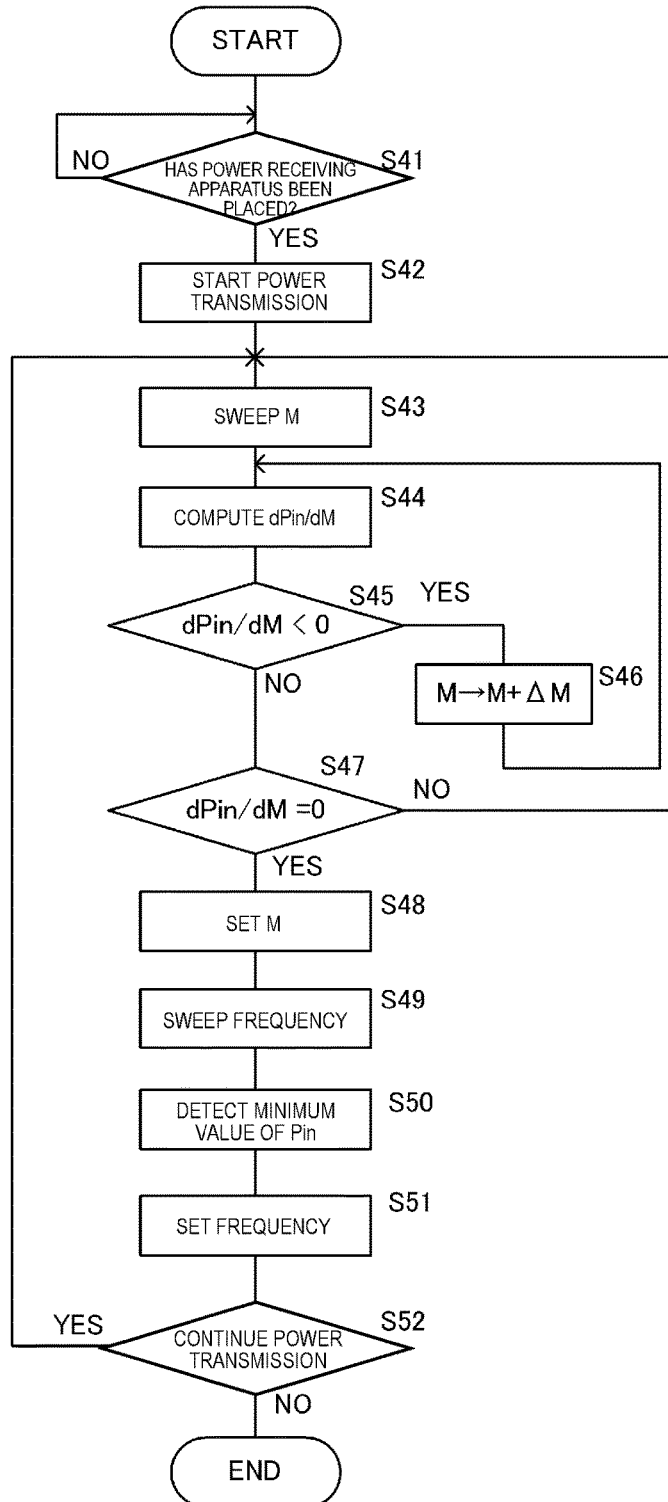 START
NO
HAS POWER RECEIVING
APPARATUS BEEN
PLACED?
S41
YES
START POWER
TRANSMISSION
S42
SWEEP M
S43
COMPUTE dPin/dM
S44
dPin/dM < 0
S45
YES
NO
M→M+ΔM
S46
dPin/dM =0
S47
NO
YES
SET M
S48
SWEEP FREQUENCY
S49
DETECT MINIMUM
VALUE OF Pin
S50
SET FREQUENCY
S51
YES
CONTINUE POWER
TRANSMISSION
S52
NO
END